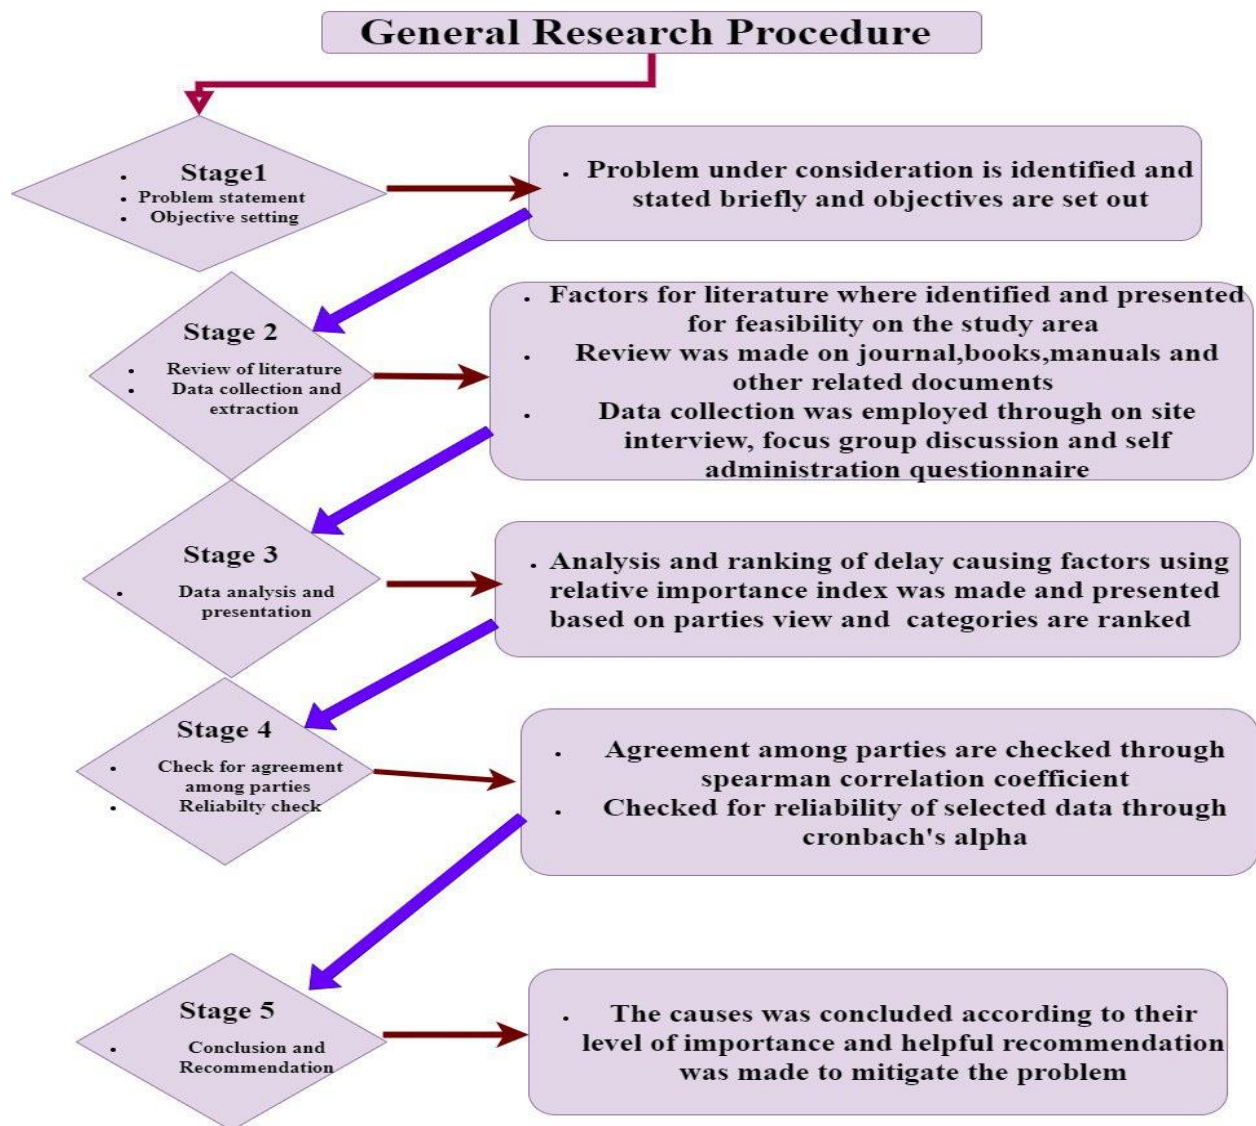 General Research Procedure
Stage1
• Problem statement
• Objective setting
• Problem under consideration is identified and
stated briefly and objectives are set out
Stage 2
• Review of literature
• Data collection and
extraction
• Factors for literature where identified and presented
for feasibility on the study area
• Review was made on journal,books,manuals and
other related documents
• Data collection was employed through on site
interview, focus group discussion and self
administration questionnaire
Stage 3
• Data analysis and
presentation
• Analysis and ranking of delay causing factors using
relative importance index was made and presented
based on parties view and categories are ranked
Stage 4
• Check for agreement
among parties
• Reliabilty check
• Agreement among parties are checked through
spearman correlation coefficient
• Checked for reliability of selected data through
cronbach's alpha
Stage 5
• Conclusion and
Recommendation
• The causes was concluded according to their
level of importance and helpful recommendation
was made to mitigate the problem